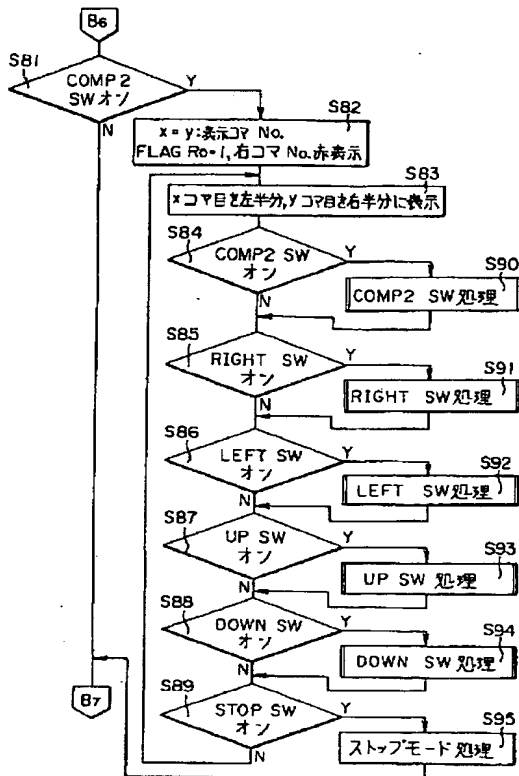 B6
S81
COMP2
SWオン
Y
N
S82
x=y:表示コマ No.
FLAG Ro=1,右コマ No.赤表示
S83
xコマ目を左半分,yコマ目を右半分に表示
S84
COMP2 SW
オン
Y
N
S90
COMP2 SW処理
S85
RIGHT SW
オン
Y
N
S91
RIGHT SW処理
S86
LEFT SW
オン
Y
N
S92
LEFT SW処理
S87
UP SW
オン
Y
N
S93
UP SW 処理
S88
DOWN SW
オン
Y
N
S94
DOWN SW処理
B7
S89
STOP SW
オン
Y
N
S95
ストップモード処理